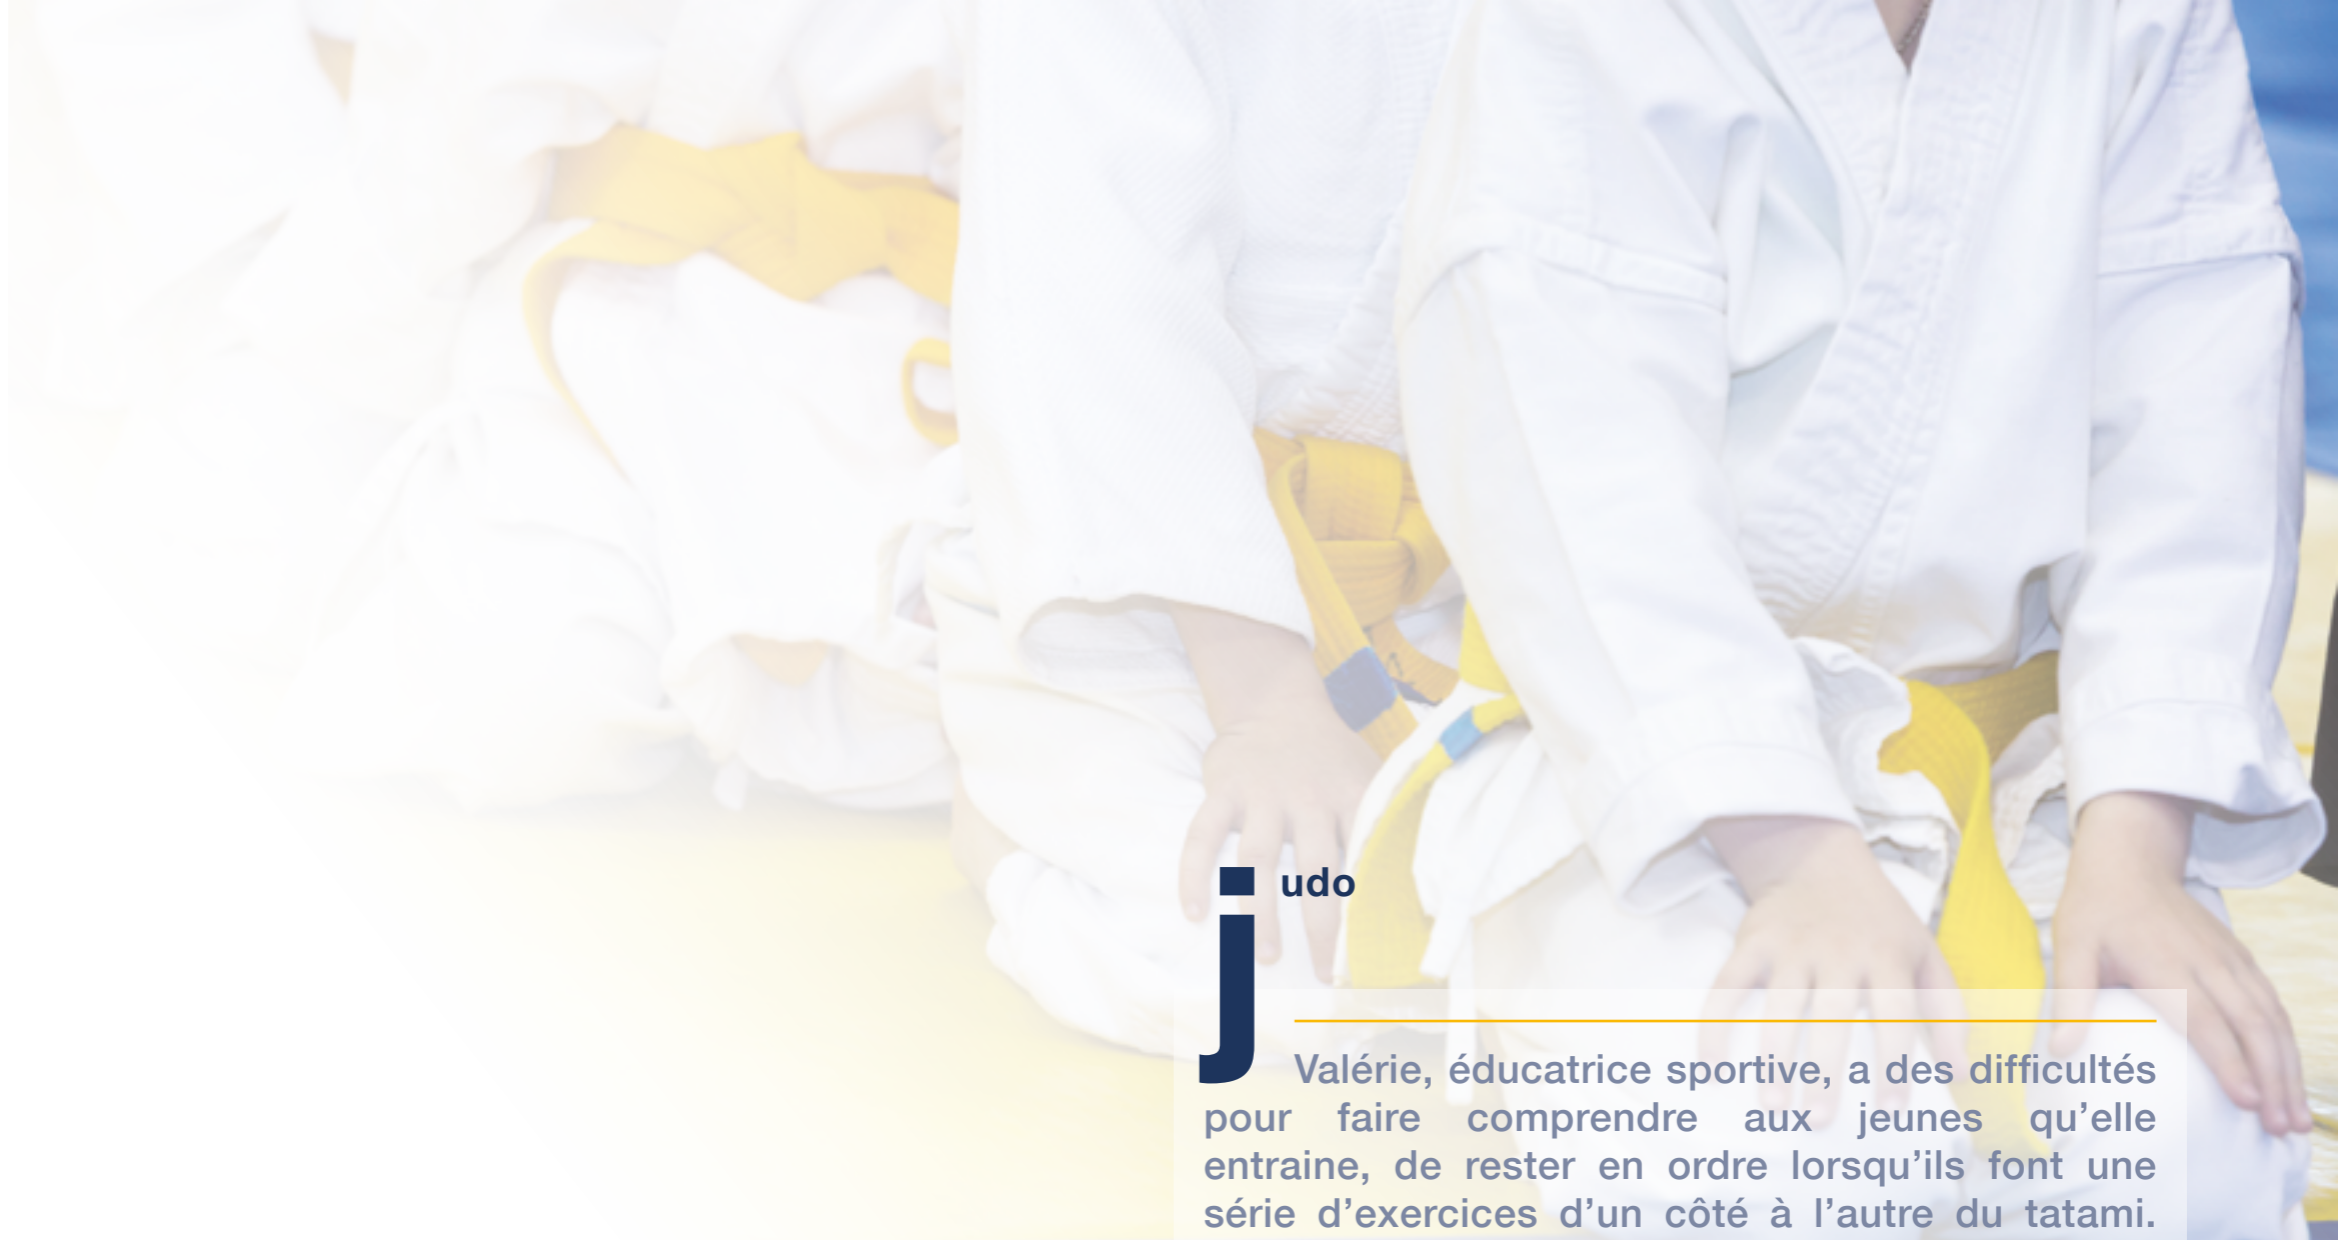 judo
Valérie, éducatrice sportive, a des difficultés
pour faire comprendre aux jeunes qu’elle
entraine, de rester en ordre lorsqu’ils font une
série d’exercices d’un côté à l’autre du tatami.